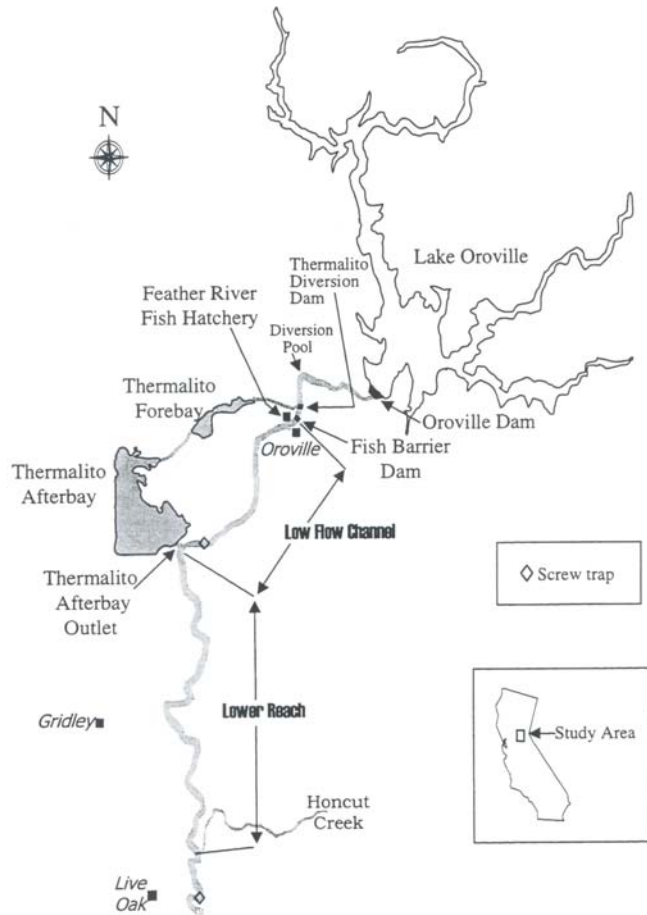 N
Lake Oroville
Thermalito
Diversion
Dam
Feather River
Fish Hatchery
Diversion
Pool
Thermalito
Forebay
Oroville Dam
Oroville
Fish Barrier
Dam
Thermalito
Afterbay
Low Flow Channel
Thermalito
Afterbay
Outlet
Screw trap
Lower Reach
Gridley
Study Area
Honcut
Creek
Live
Oak